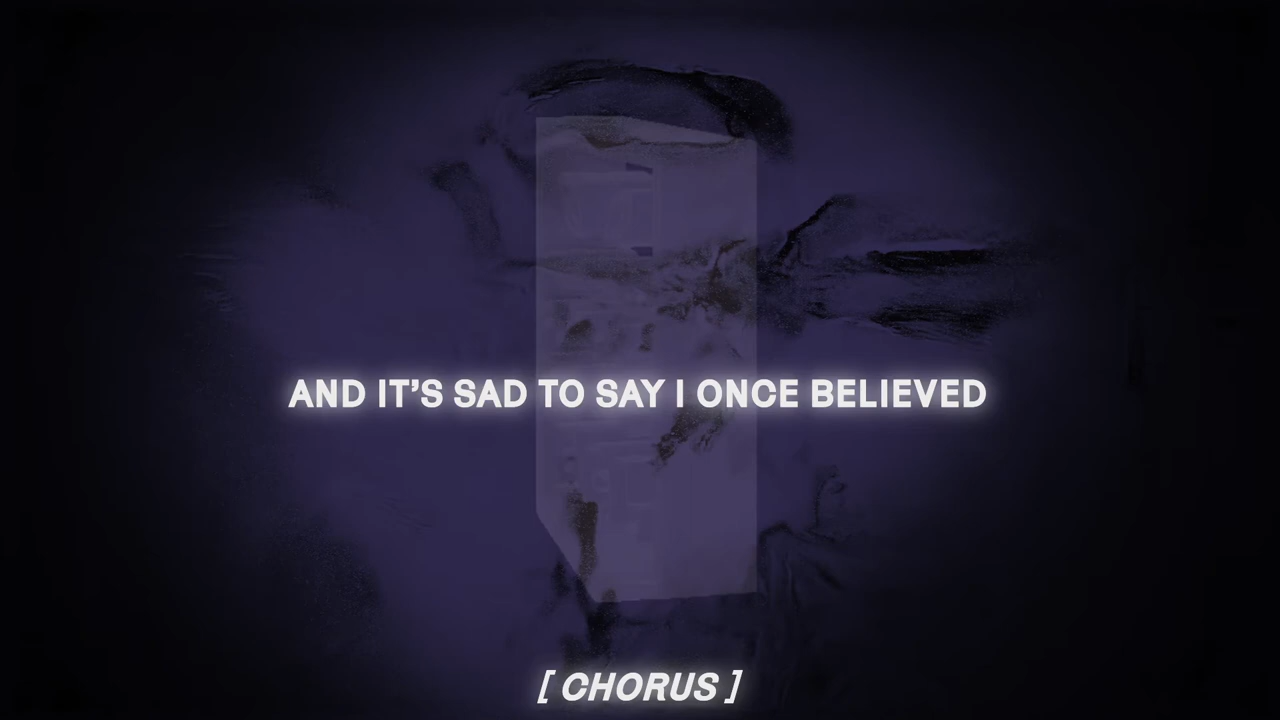 AND IT’S SAD TO SAY I ONCE BELIEVED
[ CHORUS ]